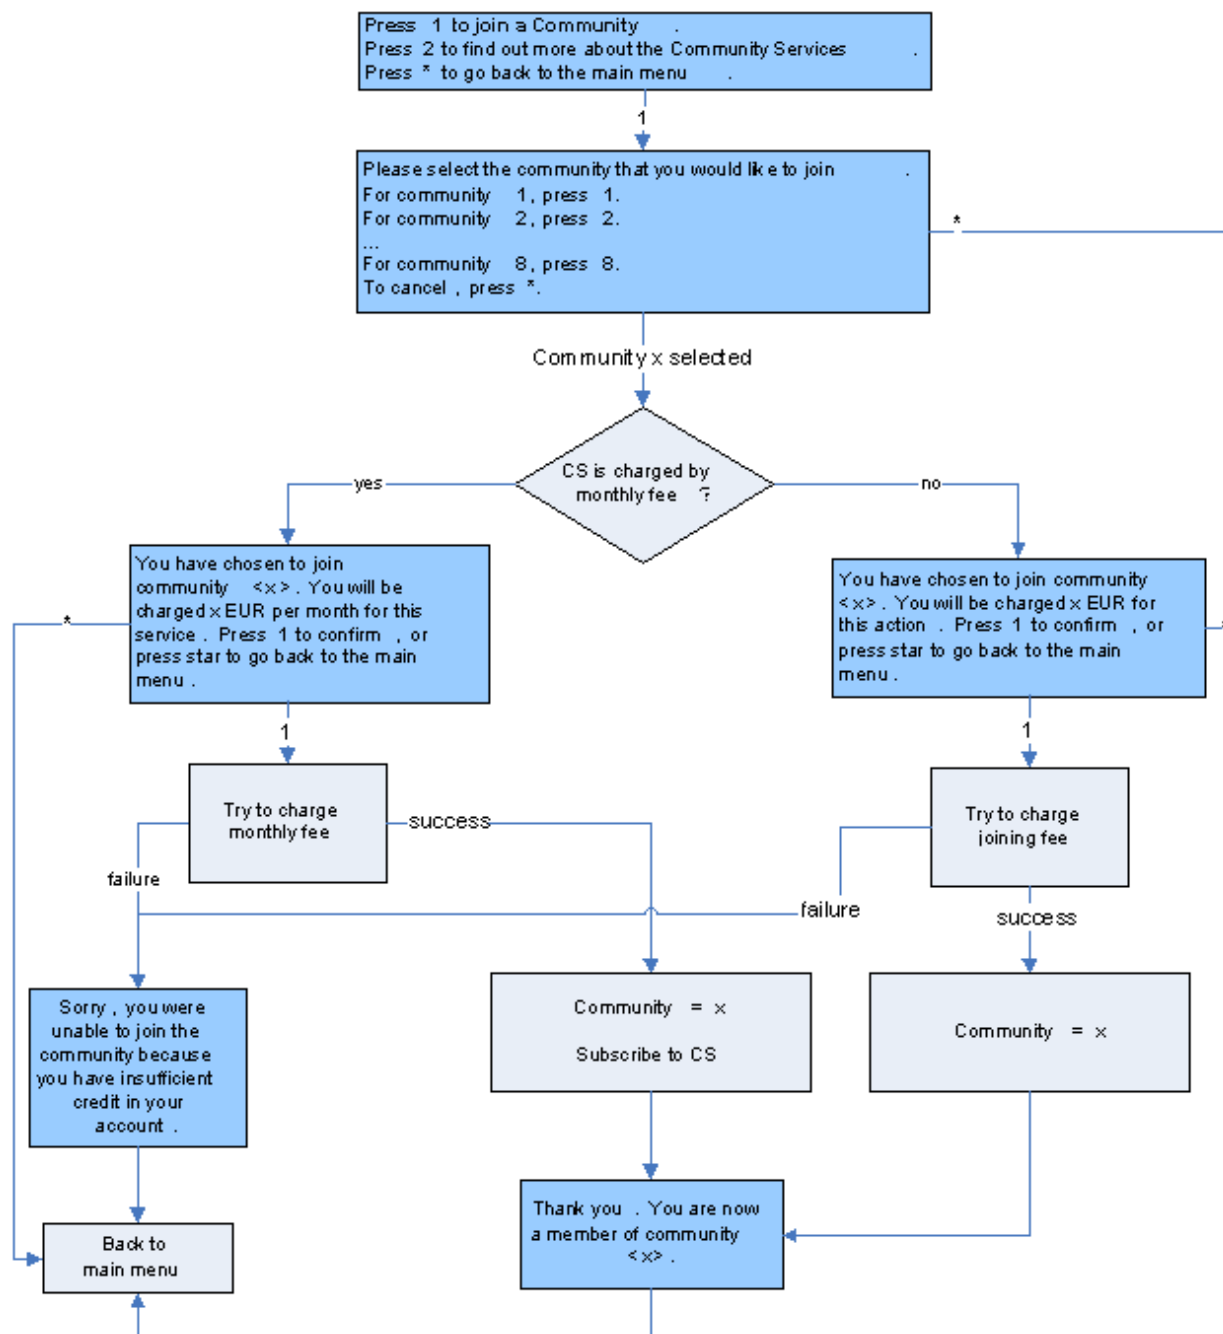 Press 1 to join a Community .
Press 2 to find out more about the Community Services .
Press * to go back to the main menu .
1
Please select the community that you would like to join .
For community 1, press 1.
For community 2, press 2.
...
For community 8, press 8.
To cancel , press *.
*
Community x selected
CS is charged by
monthly fee ?
yes
no
You have chosen to join
community <x> . You will be
charged x EUR per month for this
service . Press 1 to confirm , or
press star to go back to the main
menu .
*
You have chosen to join community
<x> . You will be charged x EUR for
this action . Press 1 to confirm , or
press star to go back to the main
menu .
*
1
1
Try to charge
monthly fee
success
failure
Try to charge
joining fee
failure
success
Sorry , you were
unable to join the
community because
you have insufficient
credit in your
account .
Community = x
Subscribe to CS
Community = x
Thank you . You are now
a member of community
<x> .
Back to
main menu